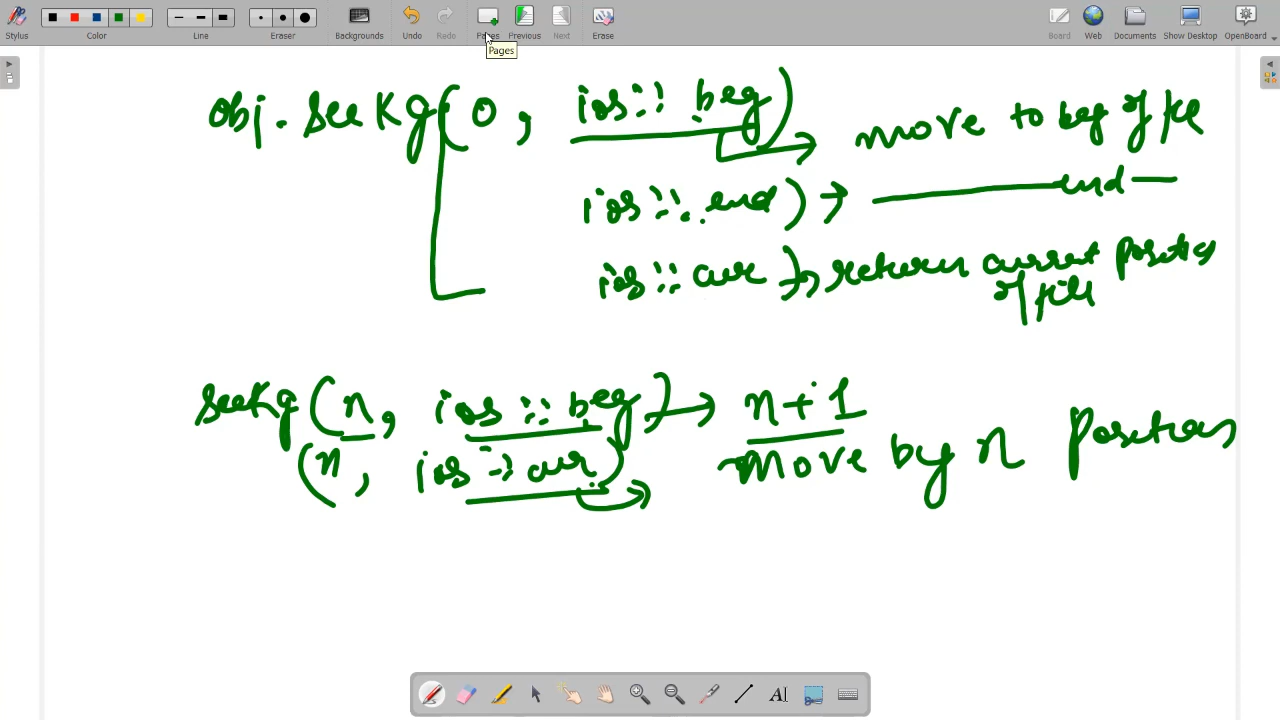 Stylus Color Line Eraser Backgrounds Undo Redo Pages Previous Next Erase Board Web Documents Show Desktop OpenBoard
Pages
obj. seekg(0, ios:: beg) move to beg of file
ios::.end) → end
ios:: cur) → return current position
of file
seekg(n, ios :: beg) → n+1
(n, ios :: cur) → move by n positions
AI